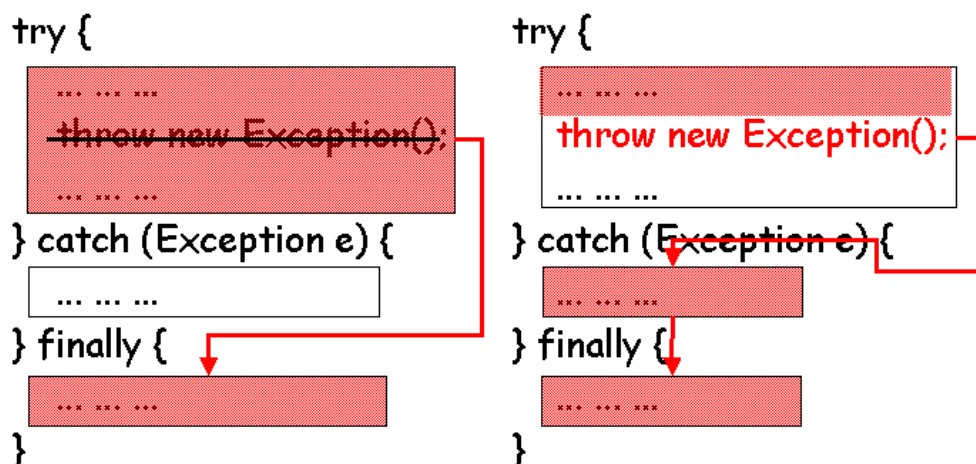 try {
... ... ...
throw new Exception();
... ... ...
} catch (Exception e) {
... ... ...
} finally {
... ... ...
}
try {
... ... ...
throw new Exception();
... ... ...
} catch (Exception e) {
... ... ...
} finally {
... ... ...
}